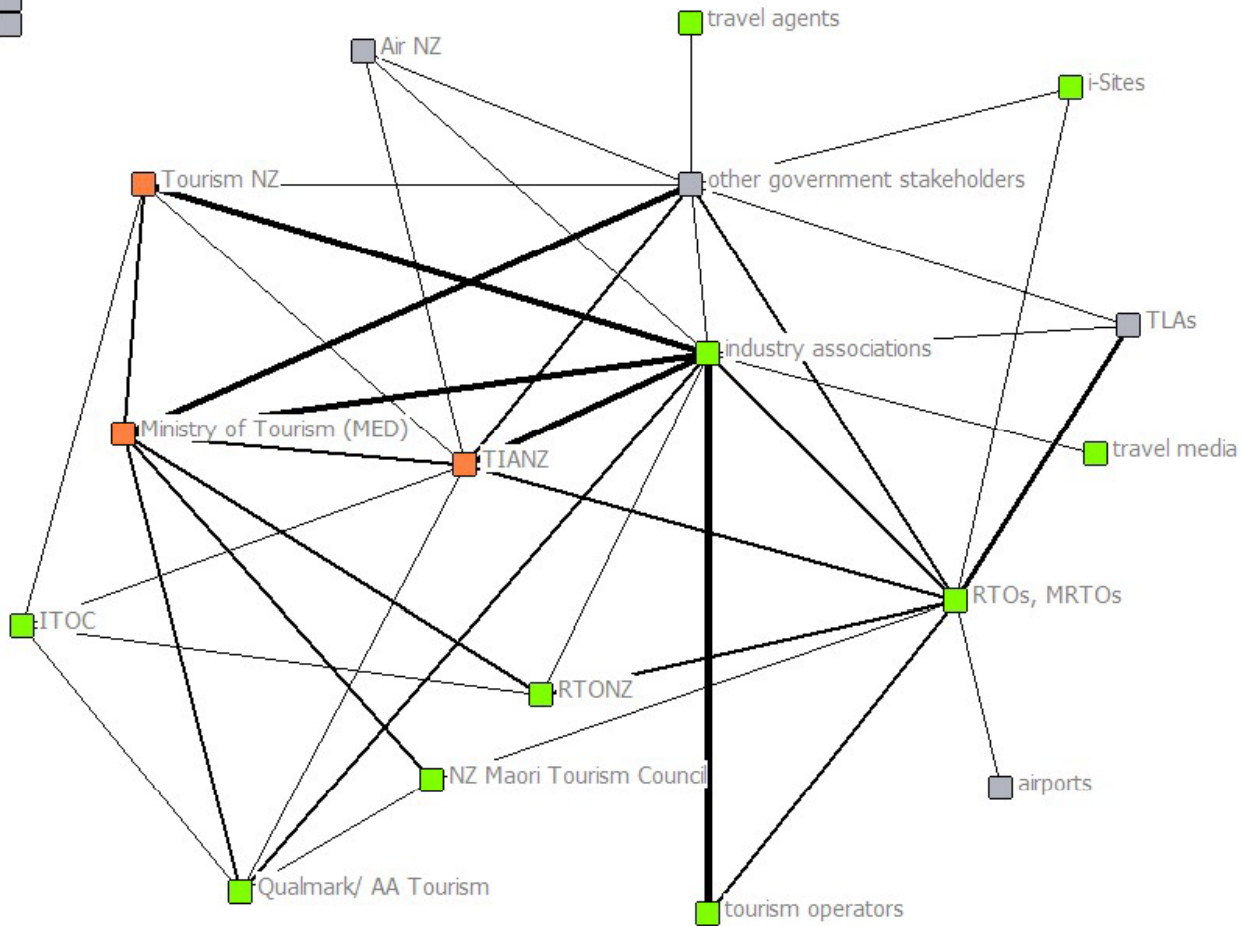 travel agents
Air NZ
i-Sites
Tourism NZ
other government stakeholders
TLAs
industry associations
Ministry of Tourism (MED)
travel media
TIANZ
RTOs, MRTOs
ITOC
RTONZ
NZ Maori Tourism Council
airports
Qualmark/ AA Tourism
tourism operators